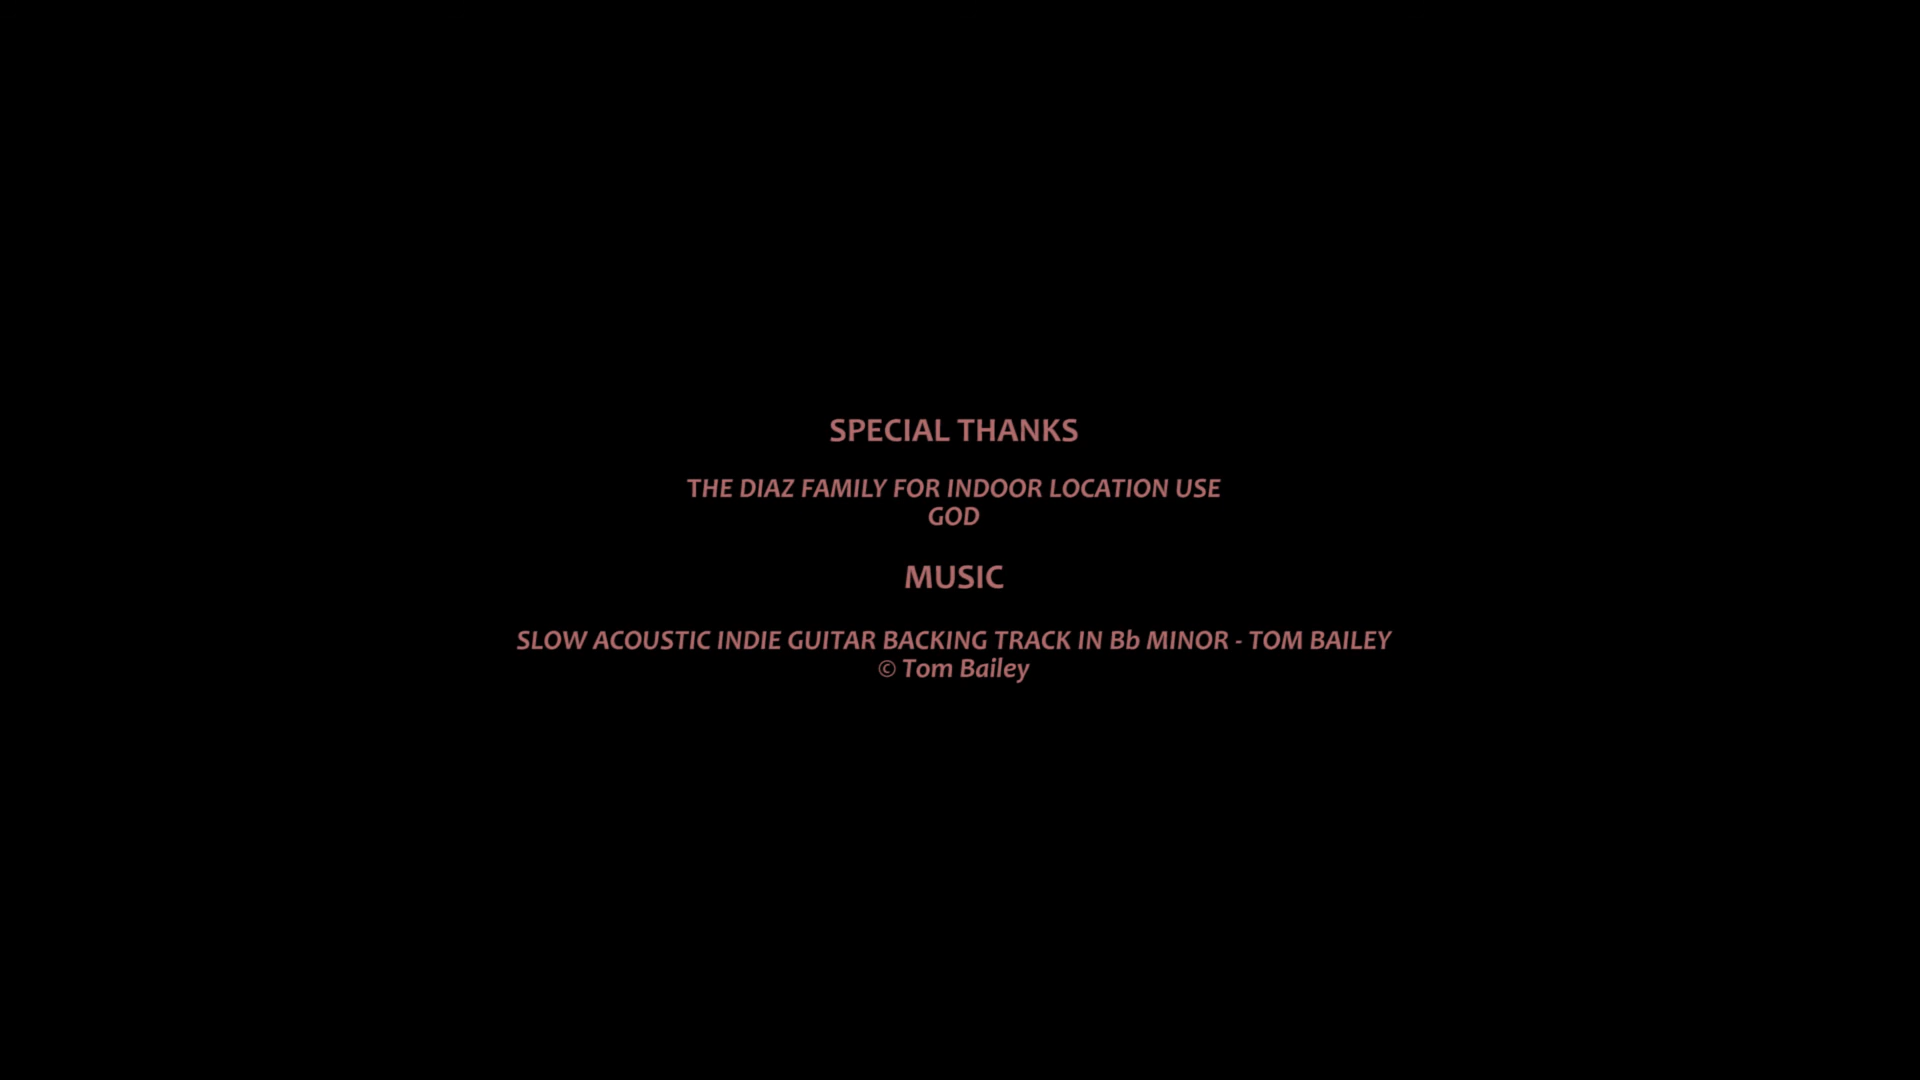 SPECIAL THANKS
THE DIAZ FAMILY FOR INDOOR LOCATION USE
GOD
MUSIC
SLOW ACOUSTIC INDIE GUITAR BACKING TRACK IN Bb MINOR - TOM BAILEY
© Tom Bailey